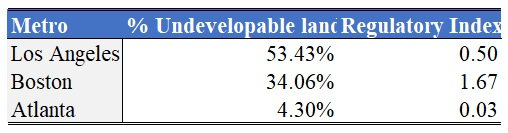 Metro % Undevelopable land Regulatory Index
Los Angeles 53.43% 0.50
Boston 34.06% 1.67
Atlanta 4.30% 0.03